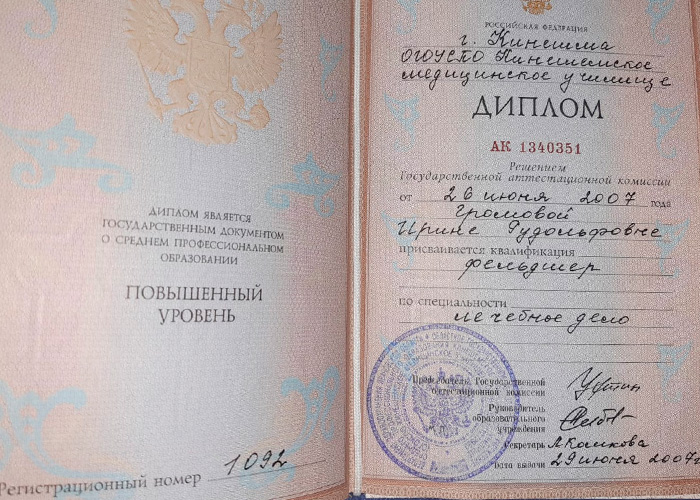 ДИПЛОМ ЯВЛЯЕТСЯ
ГОСУДАРСТВЕННЫМ ДОКУМЕНТОМ
О СРЕДНЕМ ПРОФЕССИОНАЛЬНОМ
ОБРАЗОВАНИИ
ПОВЫШЕННЫЙ
УРОВЕНЬ
Регистрационный номер 1092
РОССИЙСКАЯ ФЕДЕРАЦИЯ
г. Кинешма
ОГОУСПО Кинешемское
медицинское училище
ДИПЛОМ
АК 1340351
Решением
Государственной аттестационной комиссии
от 26 июня 2007 года
Громовой
Ирине Рудольфовне
присваивается квалификация
фельдшер
по специальности
лечебное дело
Председатель Государственной
аттестационной комиссии
Руководитель
образовательного
учреждения
Секретарь
Дата выдачи 29 июня 2007г